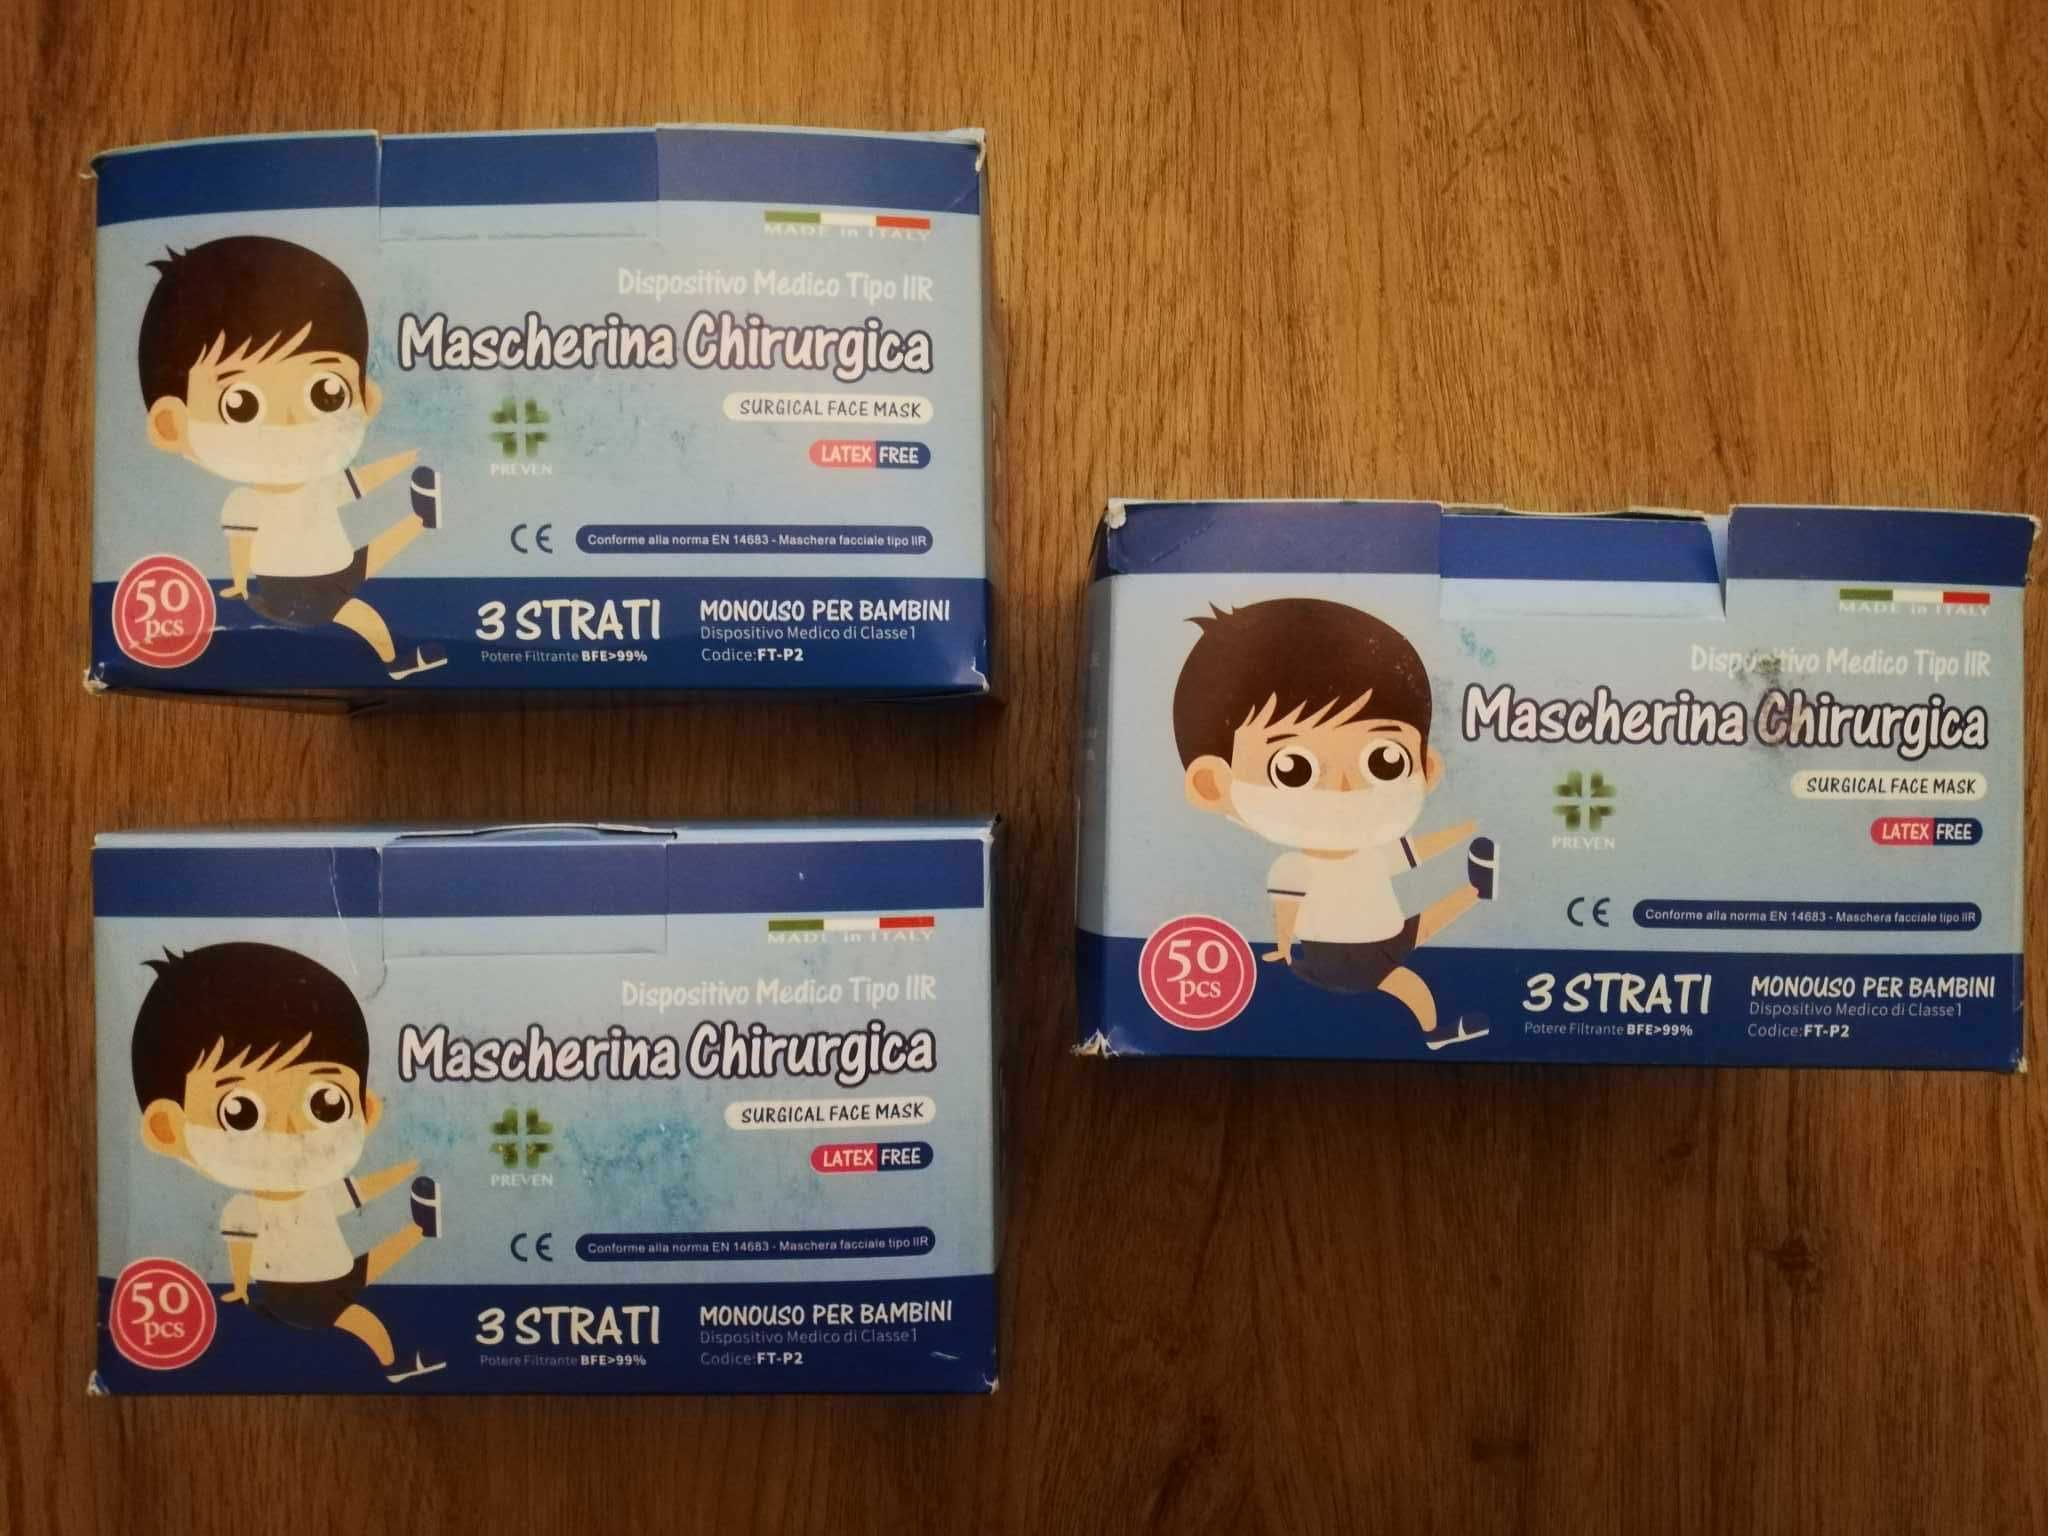 MADE in ITALY
Dispositivo Medico Tipo IIR
Mascherina Chirurgica
SURGICAL FACE MASK
LATEX FREE
PREVEN
CE
Conforme alla norma EN 14683 - Maschera facciale tipo IIR
50
pcs
3 STRATI
Potere Filtrante BFE>99%
MONOUSO PER BAMBINI
Dispositivo Medico di Classe1
Codice:FT-P2
MADE in ITALY
Dispositivo Medico Tipo IIR
Mascherina Chirurgica
SURGICAL FACE MASK
LATEX FREE
PREVEN
CE
Conforme alla norma EN 14683 - Maschera facciale tipo IIR
50
pcs
3 STRATI
Potere Filtrante BFE>99%
MONOUSO PER BAMBINI
Dispositivo Medico di Classe1
Codice:FT-P2
MADE in ITALY
Dispositivo Medico Tipo IIR
Mascherina Chirurgica
SURGICAL FACE MASK
LATEX FREE
PREVEN
CE
Conforme alla norma EN 14683 - Maschera facciale tipo IIR
50
pcs
3 STRATI
Potere Filtrante BFE>99%
MONOUSO PER BAMBINI
Dispositivo Medico di Classe1
Codice:FT-P2